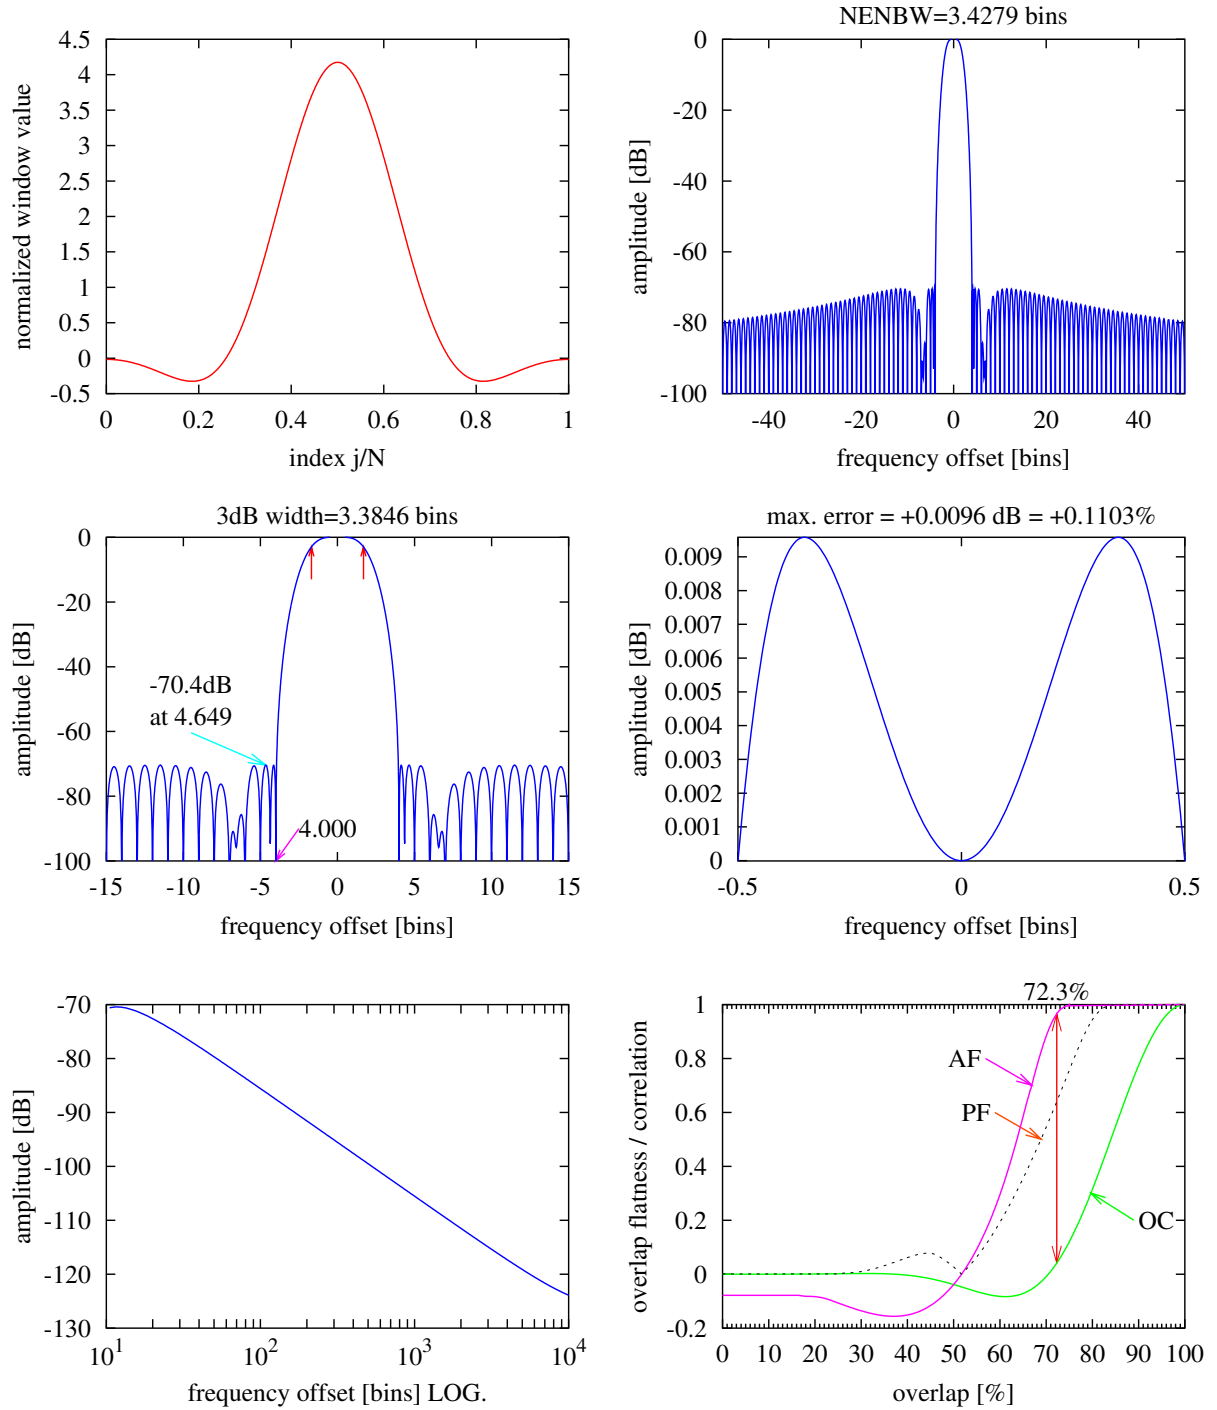 NENBW=3.4279 bins
normalized window value
4.5
4
3.5
3
2.5
2
1.5
1
0.5
0
-0.5
0 0.2 0.4 0.6 0.8 1
index j/N
amplitude [dB]
0
-20
-40
-60
-80
-100
-40 -20 0 20 40
frequency offset [bins]
3dB width=3.3846 bins
amplitude [dB]
0
-20
-40
-60
-80
-100
-70.4dB
at 4.649
4.000
-15 -10 -5 0 5 10 15
frequency offset [bins]
max. error = +0.0096 dB = +0.1103%
amplitude [dB]
0.009
0.008
0.007
0.006
0.005
0.004
0.003
0.002
0.001
0
-0.5 0 0.5
frequency offset [bins]
amplitude [dB]
-70
-80
-90
-100
-110
-120
-130
10¹ 10² 10³ 10⁴
frequency offset [bins] LOG.
72.3%
overlap flatness / correlation
1
0.8
0.6
0.4
0.2
0
-0.2
AF
PF
OC
0 10 20 30 40 50 60 70 80 90 100
overlap [%]